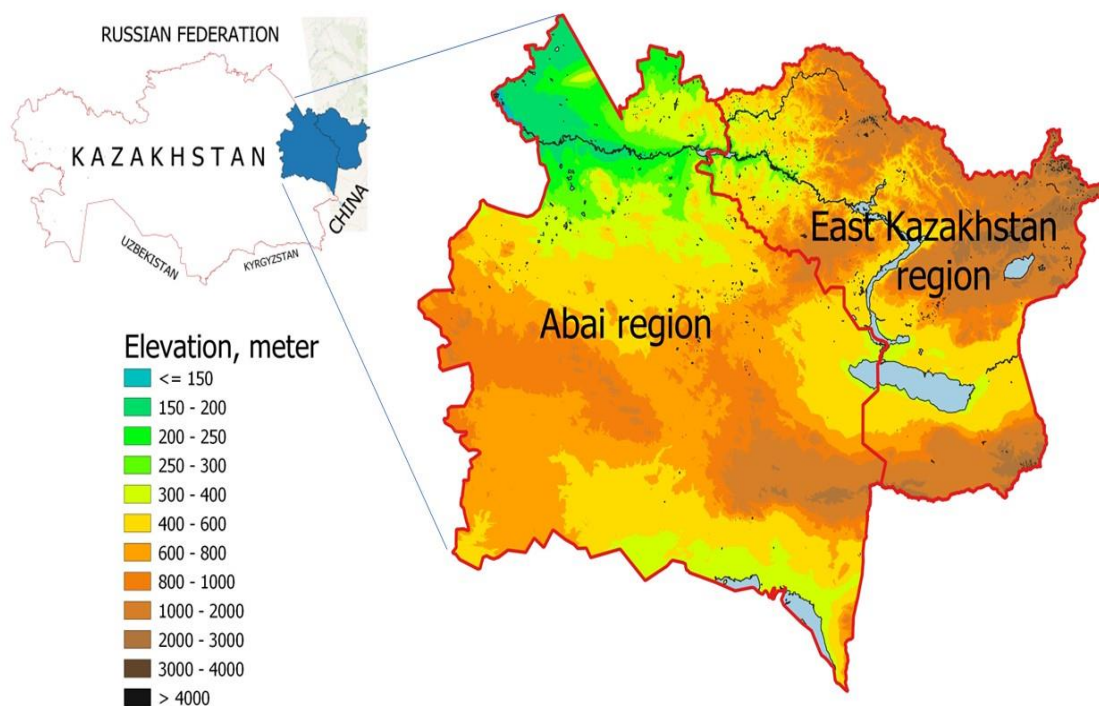 RUSSIAN FEDERATION
KAZAKHSTAN
CHINA
UZBEKISTAN
KYRGYZSTAN
East Kazakhstan
region
Abai region
Elevation, meter
<= 150
150 - 200
200 - 250
250 - 300
300 - 400
400 - 600
600 - 800
800 - 1000
1000 - 2000
2000 - 3000
3000 - 4000
> 4000